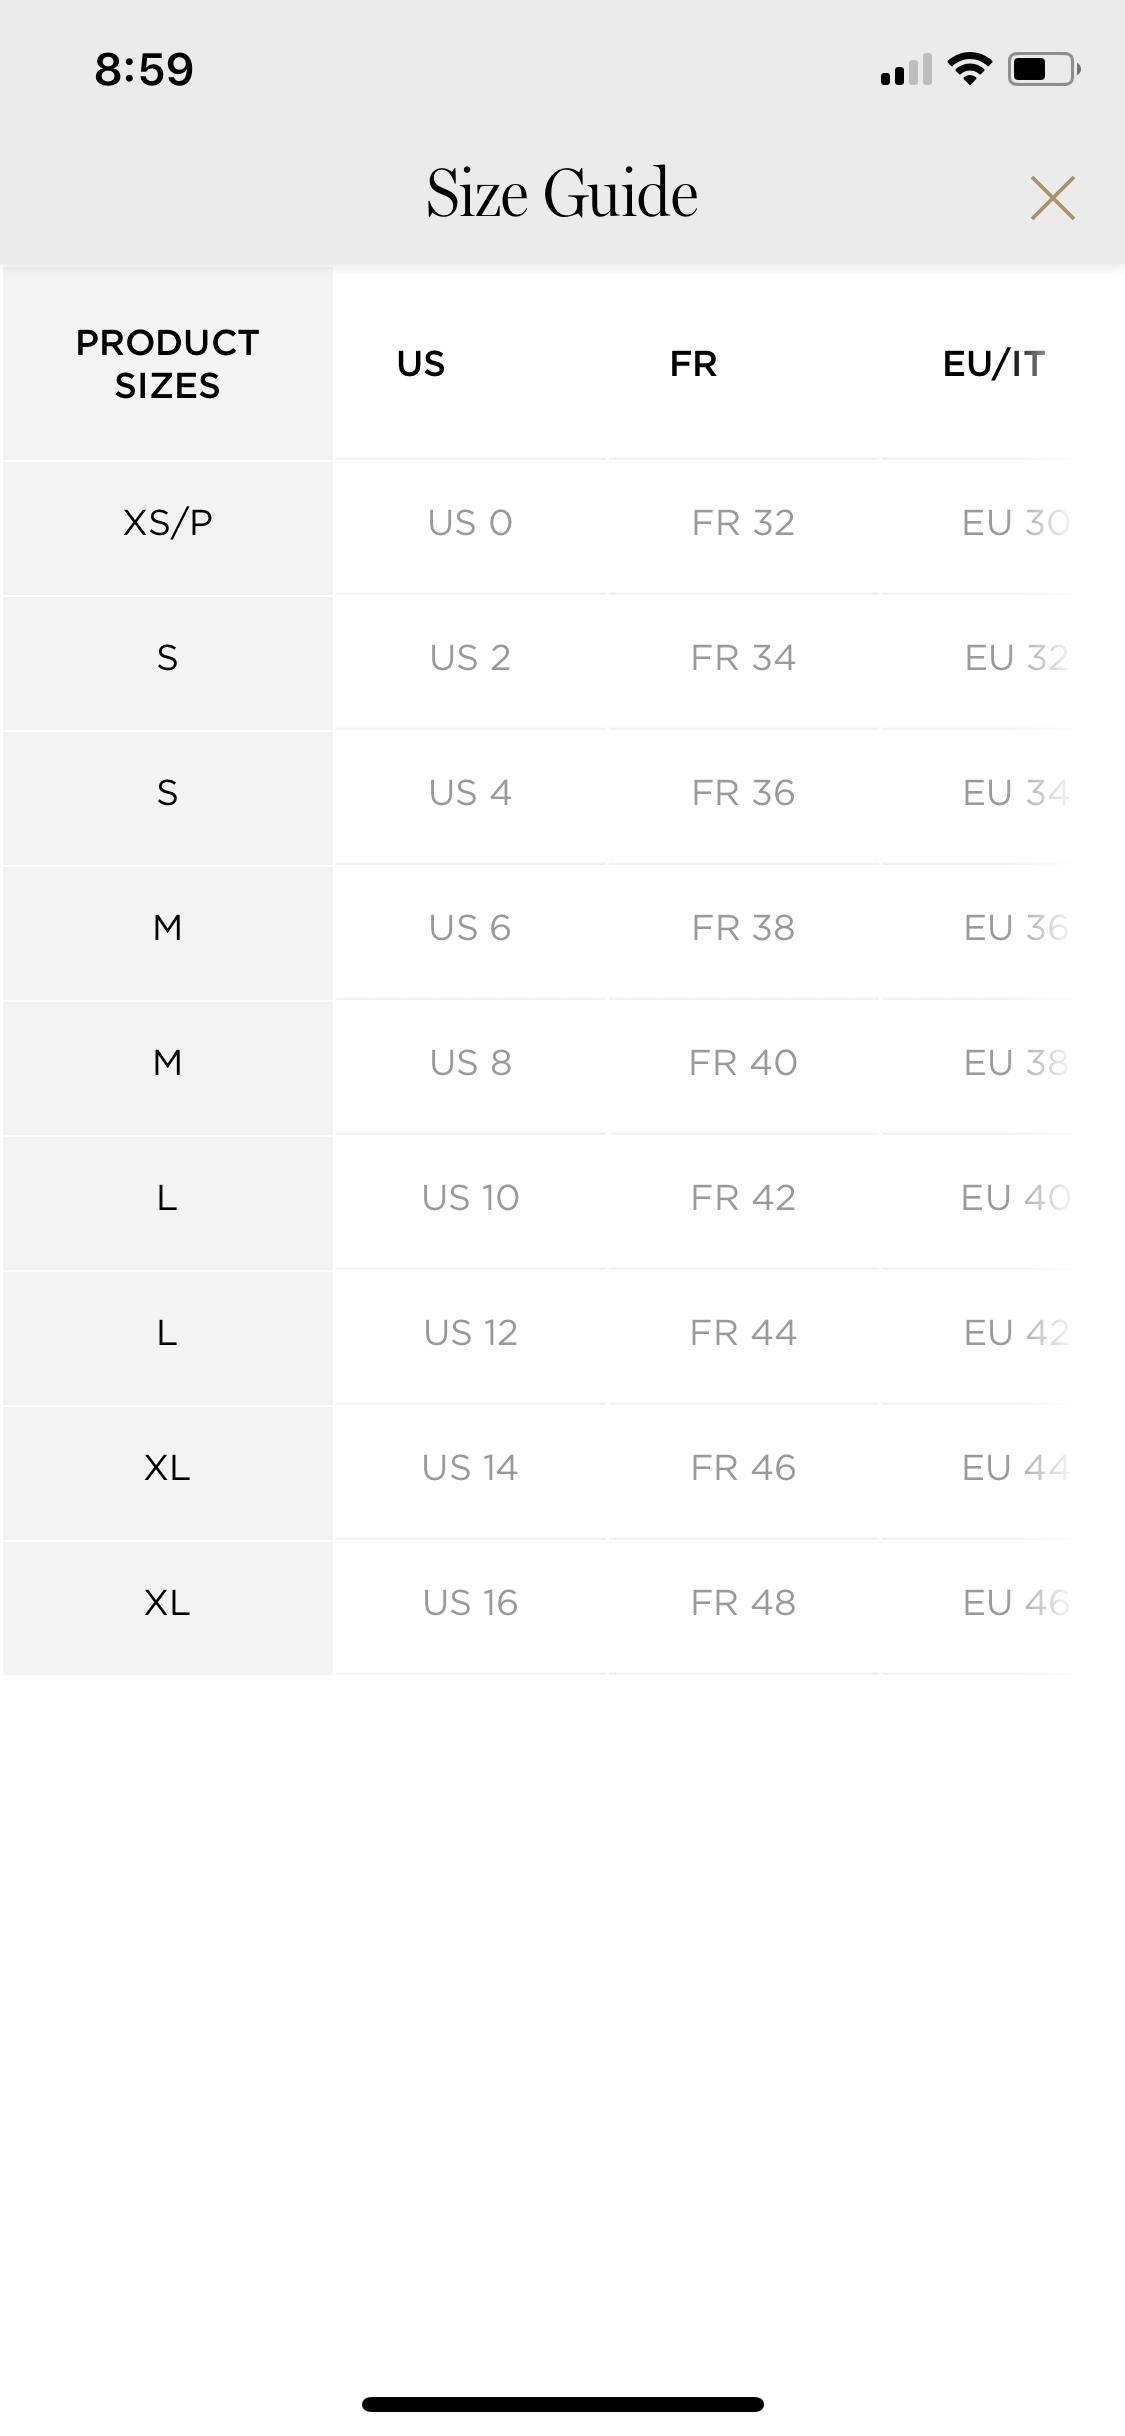 8:59
Size Guide
PRODUCT
SIZES
US
FR
EU/IT
XS/P
US 0
FR 32
EU 30
S
US 2
FR 34
EU 32
S
US 4
FR 36
EU 34
M
US 6
FR 38
EU 36
M
US 8
FR 40
EU 38
L
US 10
FR 42
EU 40
L
US 12
FR 44
EU 42
XL
US 14
FR 46
EU 44
XL
US 16
FR 48
EU 46